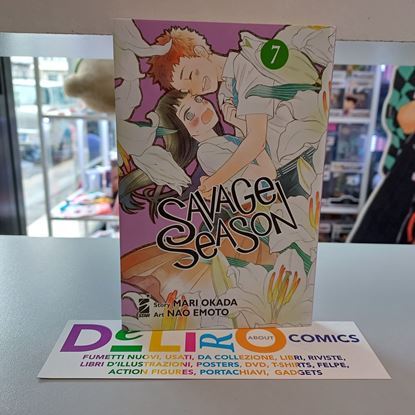 7
SAVAGE
SEASON
Story MARI OKADA
Art NAO EMOTO
DELIRO
ABOUT
COMICS
FUMETTI NUOVI, USATI, DA COLLEZIONE, LIBRI, RIVISTE,
LIBRI D'ILLUSTRAZIONI, POSTERS, DVD, T-SHIRTS, FELPE,
ACTION FIGURES, PORTACHIAVI, GADGETS